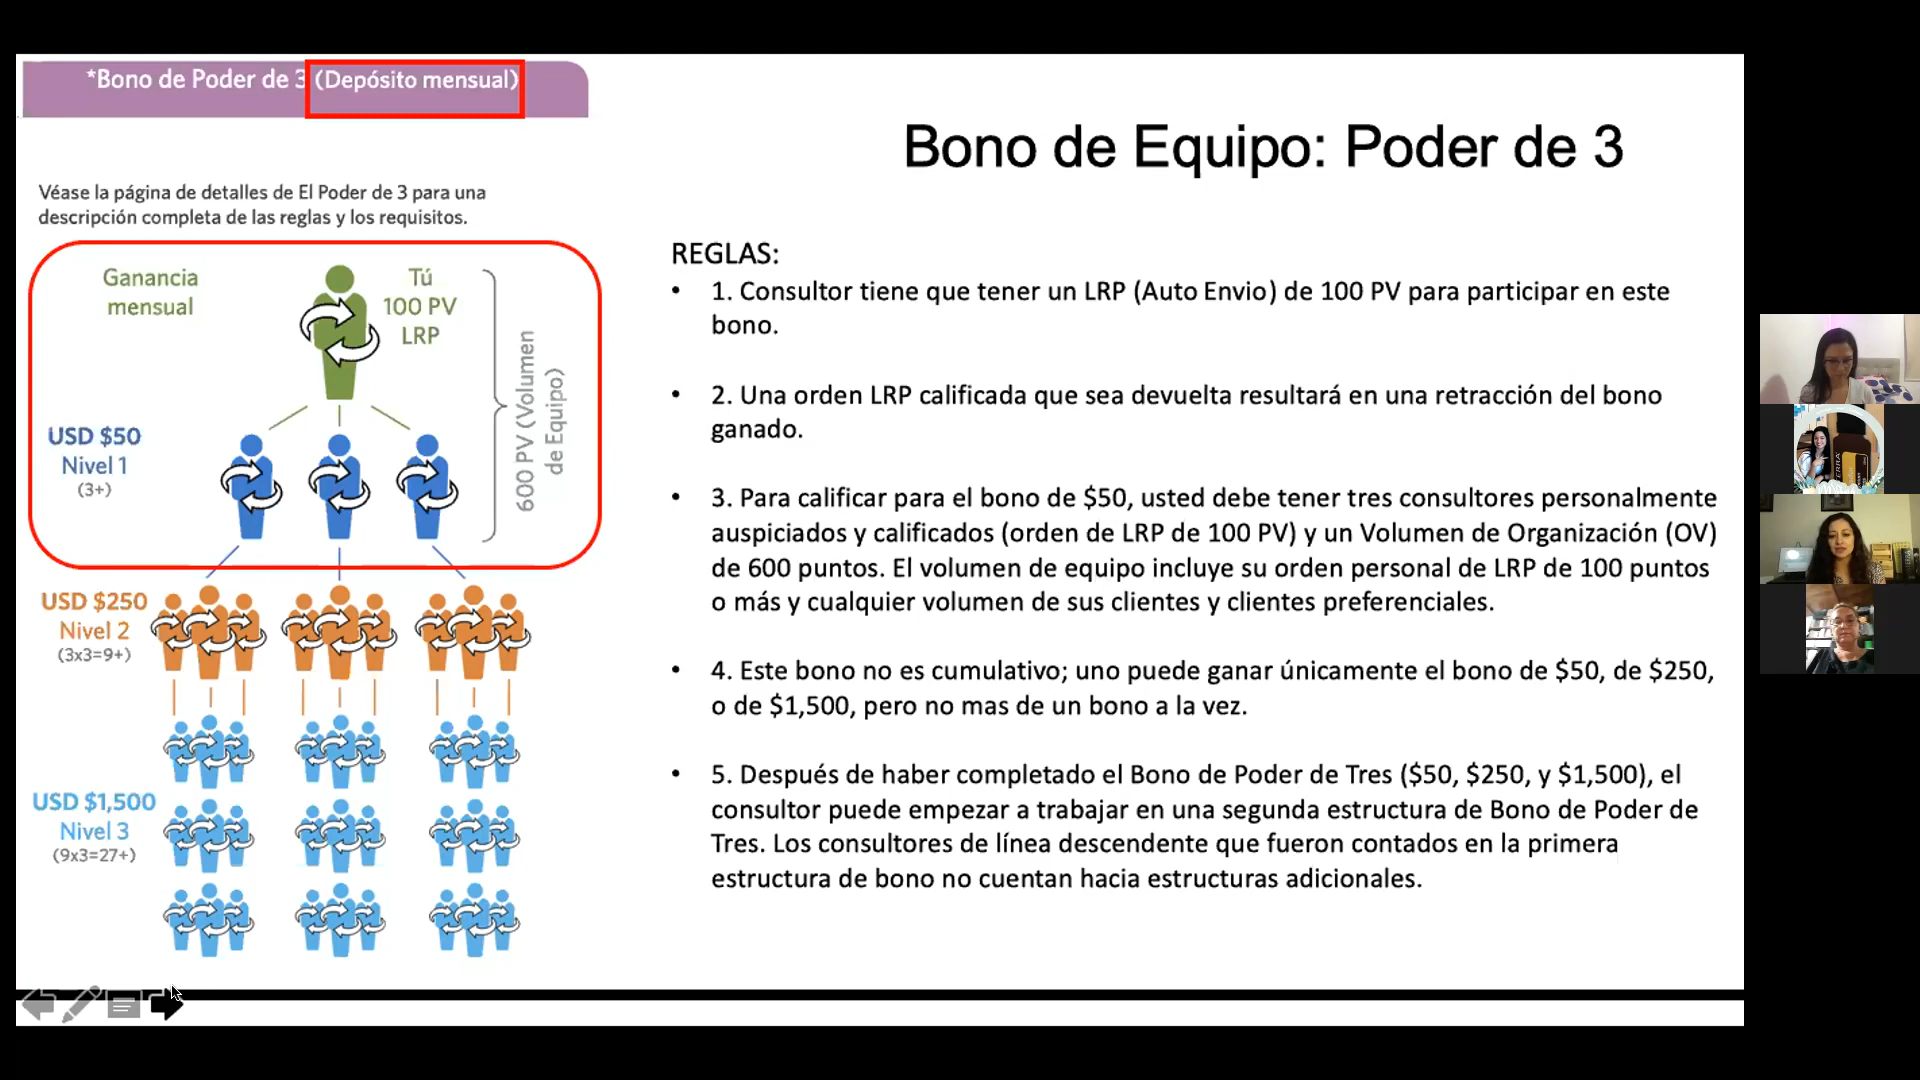 *Bono de Poder de 3 (Depósito mensual)
Véase la página de detalles de El Poder de 3 para una
descripción completa de las reglas y los requisitos.
Ganancia
mensual
Tú
100 PV
LRP
600 PV (Volumen
de Equipo)
USD $50
Nivel 1
(3+)
USD $250
Nivel 2
(3x3=9+)
USD $1,500
Nivel 3
(9x3=27+)
Bono de Equipo: Poder de 3
REGLAS:
• 1. Consultor tiene que tener un LRP (Auto Envio) de 100 PV para participar en este
bono.
• 2. Una orden LRP calificada que sea devuelta resultará en una retracción del bono
ganado.
• 3. Para calificar para el bono de $50, usted debe tener tres consultores personalmente
auspiciados y calificados (orden de LRP de 100 PV) y un Volumen de Organización (OV)
de 600 puntos. El volumen de equipo incluye su orden personal de LRP de 100 puntos
o más y cualquier volumen de sus clientes y clientes preferenciales.
• 4. Este bono no es cumulativo; uno puede ganar únicamente el bono de $50, de $250,
o de $1,500, pero no mas de un bono a la vez.
• 5. Después de haber completado el Bono de Poder de Tres ($50, $250, y $1,500), el
consultor puede empezar a trabajar en una segunda estructura de Bono de Poder de
Tres. Los consultores de línea descendente que fueron contados en la primera
estructura de bono no cuentan hacia estructuras adicionales.